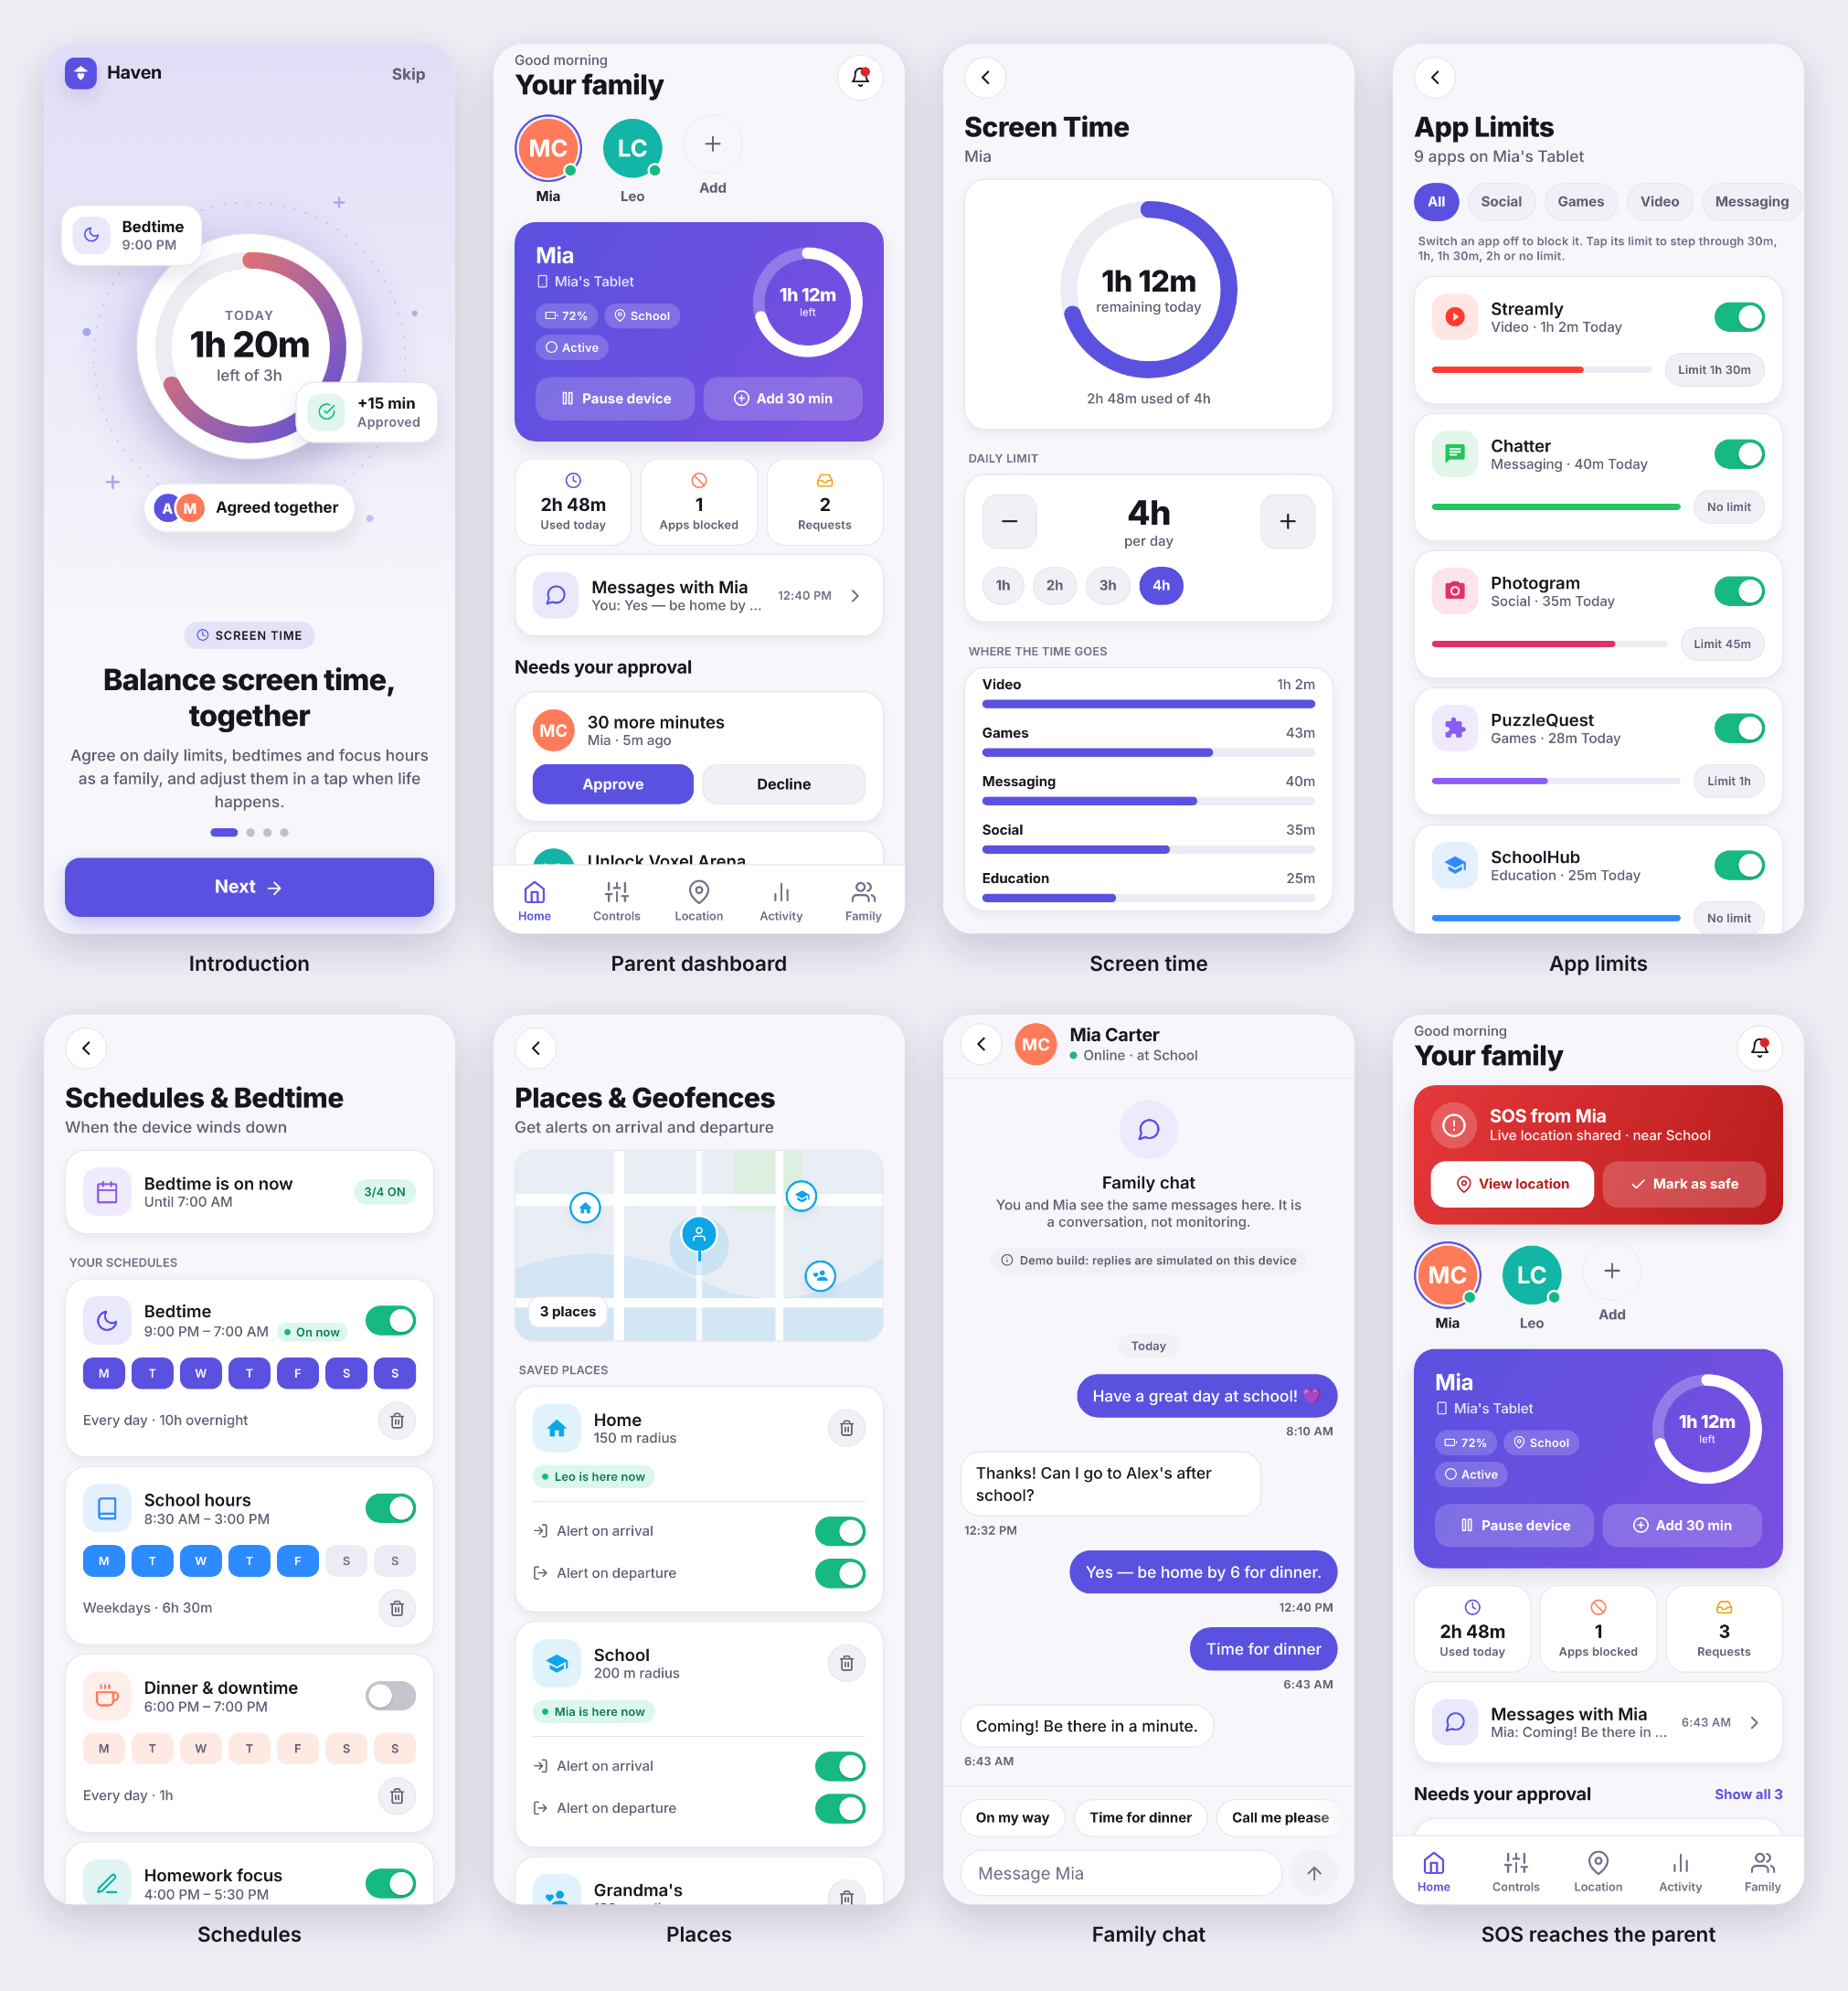 Haven
Skip
Bedtime
9:00 PM
TODAY
1h 20m
left of 3h
+15 min
Approved
A M Agreed together
SCREEN TIME
Balance screen time,
together
Agree on daily limits, bedtimes and focus hours
as a family, and adjust them in a tap when life
happens.
Next
Introduction
Good morning
Your family
MC
LC
Mia
Leo
Add
Mia
Mia's Tablet
72%
School
Active
1h 12m
left
Pause device
Add 30 min
2h 48m
Used today
1
Apps blocked
2
Requests
Messages with Mia
You: Yes — be home by ...
12:40 PM
Needs your approval
MC
30 more minutes
Mia · 5m ago
Approve
Decline
Unlock Voxel Arena
Home
Controls
Location
Activity
Family
Parent dashboard
Screen Time
Mia
1h 12m
remaining today
2h 48m used of 4h
DAILY LIMIT
4h
per day
1h
2h
3h
4h
WHERE THE TIME GOES
Video
1h 2m
Games
43m
Messaging
40m
Social
35m
Education
25m
Screen time
App Limits
9 apps on Mia's Tablet
All
Social
Games
Video
Messaging
Switch an app off to block it. Tap its limit to step through 30m,
1h, 1h 30m, 2h or no limit.
Streamly
Video · 1h 2m Today
Limit 1h 30m
Chatter
Messaging · 40m Today
No limit
Photogram
Social · 35m Today
Limit 45m
PuzzleQuest
Games · 28m Today
Limit 1h
SchoolHub
Education · 25m Today
No limit
App limits
Schedules & Bedtime
When the device winds down
Bedtime is on now
Until 7:00 AM
3/4 ON
YOUR SCHEDULES
Bedtime
9:00 PM – 7:00 AM
On now
M T W T F S S
Every day · 10h overnight
School hours
8:30 AM – 3:00 PM
M T W T F S S
Weekdays · 6h 30m
Dinner & downtime
6:00 PM – 7:00 PM
M T W T F S S
Every day · 1h
Homework focus
4:00 PM – 5:30 PM
Schedules
Places & Geofences
Get alerts on arrival and departure
3 places
SAVED PLACES
Home
150 m radius
Leo is here now
Alert on arrival
Alert on departure
School
200 m radius
Mia is here now
Alert on arrival
Alert on departure
Grandma's
Places
MC
Mia Carter
Online · at School
Family chat
You and Mia see the same messages here. It is
a conversation, not monitoring.
Demo build: replies are simulated on this device
Today
Have a great day at school! 💜
8:10 AM
Thanks! Can I go to Alex's after
school?
12:32 PM
Yes — be home by 6 for dinner.
12:40 PM
Time for dinner
6:43 AM
Coming! Be there in a minute.
6:43 AM
On my way
Time for dinner
Call me please
Message Mia
Family chat
Good morning
Your family
SOS from Mia
Live location shared · near School
View location
Mark as safe
MC
LC
Mia
Leo
Add
Mia
Mia's Tablet
72%
School
Active
1h 12m
left
Pause device
Add 30 min
2h 48m
Used today
1
Apps blocked
3
Requests
Messages with Mia
Mia: Coming! Be there in ...
6:43 AM
Needs your approval
Show all 3
Home
Controls
Location
Activity
Family
SOS reaches the parent